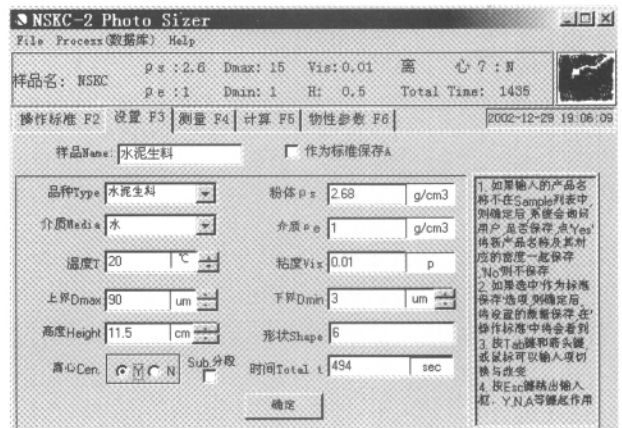 NSKC-2 Photo Sizer
File Process(数据库) Help
样品名: NSKC ρs:2.6 Dmax: 15 Vis:0.01 离 心?:N
ρe:1 Dmin: 1 H: 0.5 Total Time: 1435
操作标准 F2 设置 F3 测量 F4 计算 F5 物性参数 F6 2002-12-29 19:06:09
样品Name: 水泥生料 作为标准保存A
品种Type 水泥生料 粉体ρs 2.68 g/cm3
介质Media 水 介质ρe 1 g/cm3
温度T 20 ℃ 粘度Vis 0.01 p
上界Dmax 90 um 下界Dmin 3 um
高度Height 11.5 cm 形状Shape 6
离心Cen. Y N Sub.分段 时间Total t 494 sec
确定
1. 如果输入的产品名
称不在Sample列表中,
则确定后,系统会询问
用户,是否保存,点'Yes'
将新产品名称及其对
应的密度一起保存
,'No'则不保存
2. 如果选中'作为标准
保存'选项,则确定后,
将设置的数据保存,在'
操作标准'中将会看到
3. 按Tab键和箭头键
或鼠标可以输入项切
换与改变
4. 按Esc键跳出输入
框. Y,N,A等键起作用